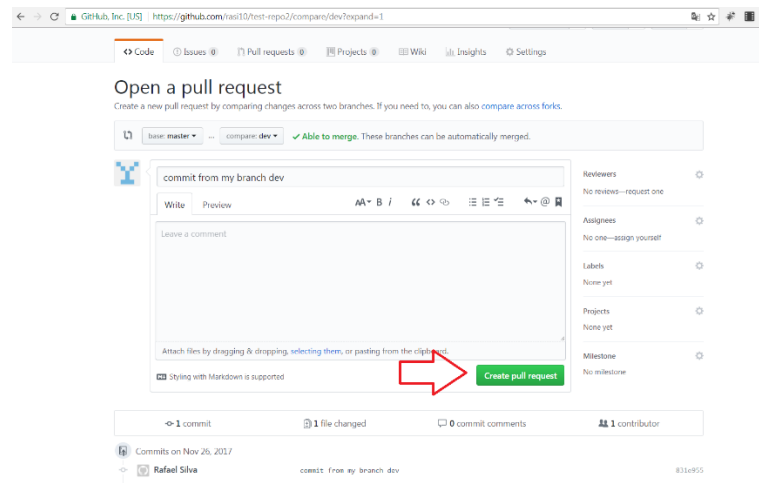 GitHub, Inc. [US] https://github.com/rasi10/test-repo2/compare/dev?expand=1
Code Issues 0 Pull requests 0 Projects 0 Wiki Insights Settings
Open a pull request
Create a new pull request by comparing changes across two branches. If you need to, you can also compare across forks.
base: master ... compare: dev Able to merge. These branches can be automatically merged.
commit from my branch dev
Write Preview AA B i @
Leave a comment
Attach files by dragging & dropping, selecting them, or pasting from the clipboard.
Styling with Markdown is supported
Create pull request
Reviewers
No reviews—request one
Assignees
No one—assign yourself
Labels
None yet
Projects
None yet
Milestone
No milestone
1 commit 1 file changed 0 commit comments 1 contributor
Commits on Nov 26, 2017
Rafael Silva commit from my branch dev 831e955